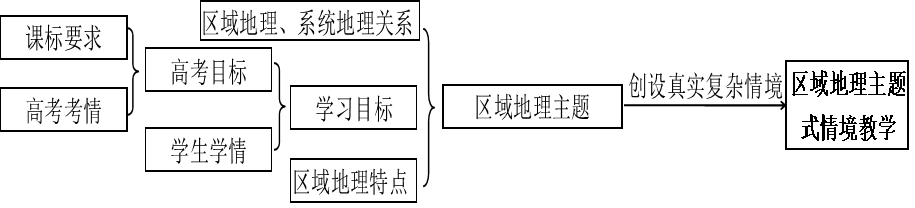 区域地理、系统地理关系
课标要求
高考考情
高考目标
学生学情
学习目标
区域地理特点
区域地理主题
创设真实复杂情境
区域地理主题
式情境教学